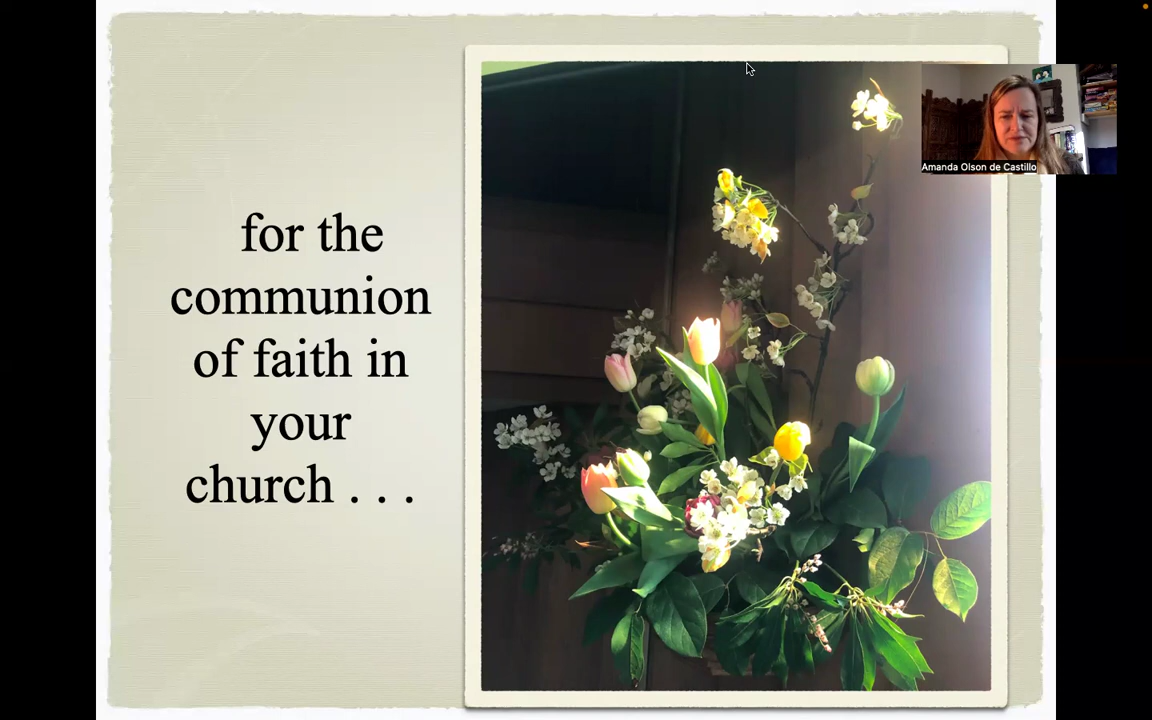 for the
communion
of faith in
your
church . . .
Amanda Olson de Castillo